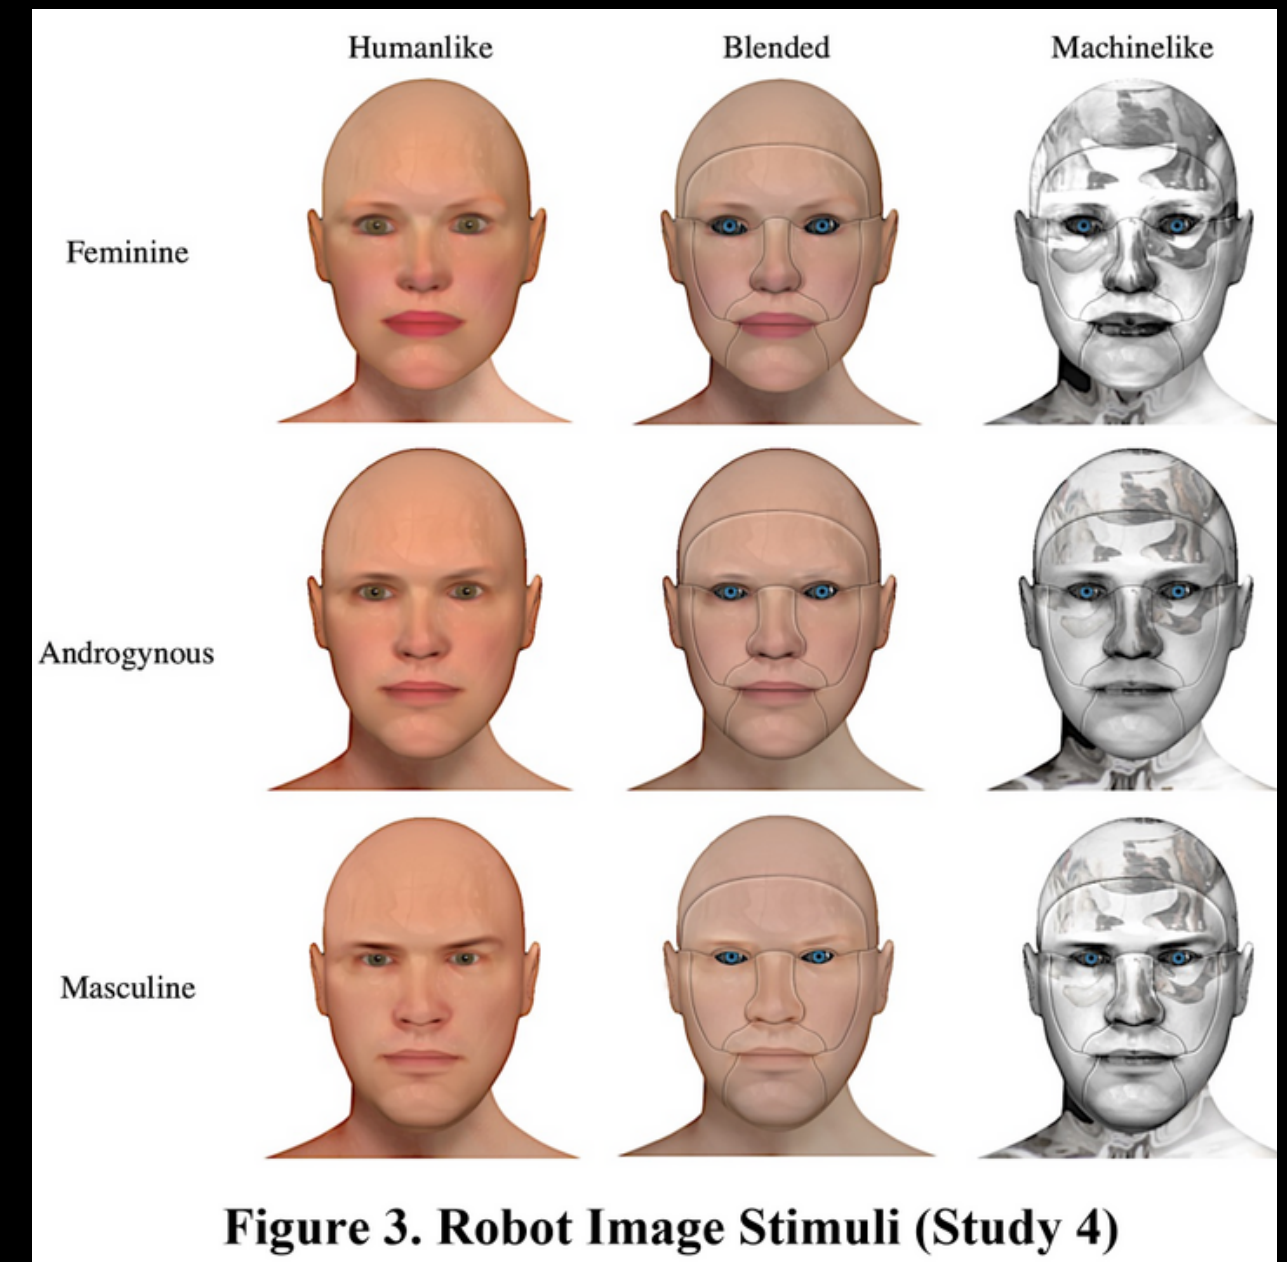 Humanlike Blended Machinelike
Feminine
Androgynous
Masculine
Figure 3. Robot Image Stimuli (Study 4)